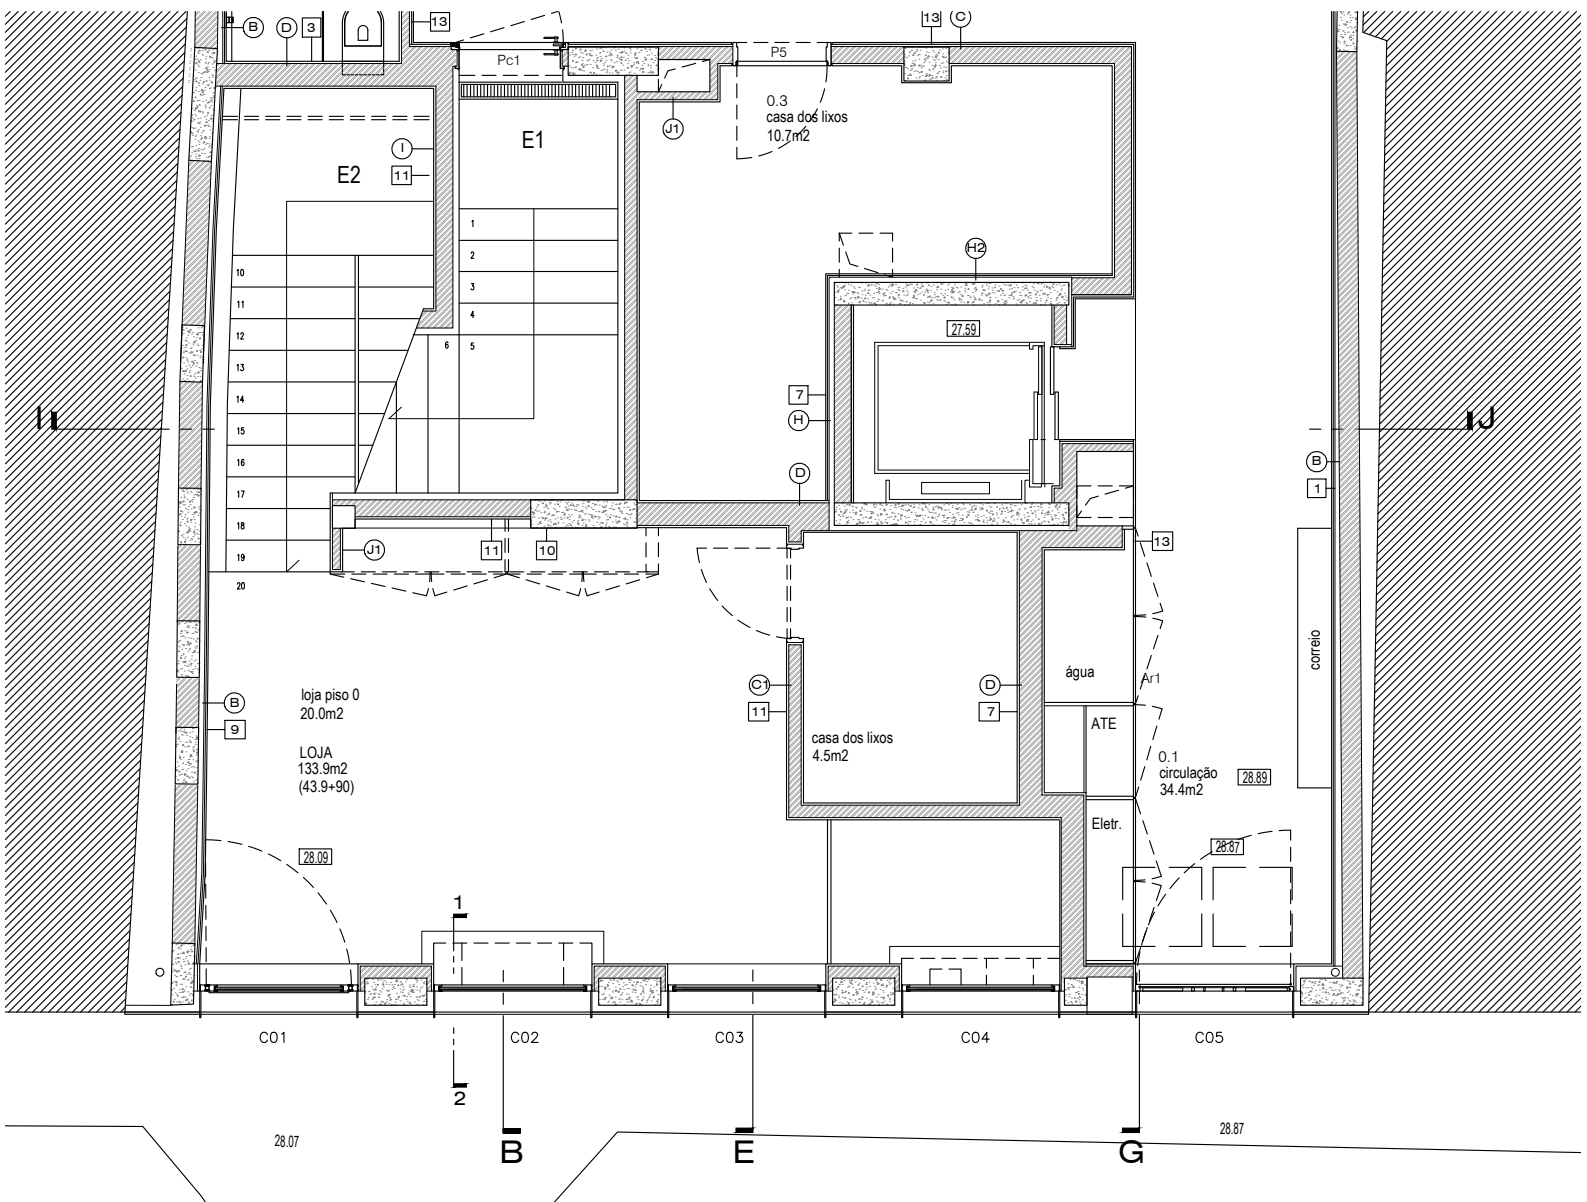 B
D
3
13
13
C
Pc1
P5
0.3
casa dos lixos
10.7m2
J1
E1
I
11
E2
H2
1
2
3
4
5
6
10
11
12
13
14
15
16
17
18
19
20
27.59
7
H
I
J
B
1
D
J1
11
10
13
correio
água
Ar1
C1
11
D
7
loja piso 0
20.0m2
B
9
LOJA
133.9m2
(43.9+90)
casa dos lixos
4.5m2
ATE
0.1
circulação
34.4m2
28.89
Eletr.
28.87
28.09
1
C01
C02
C03
C04
C05
2
28.07
B
E
G
28.87